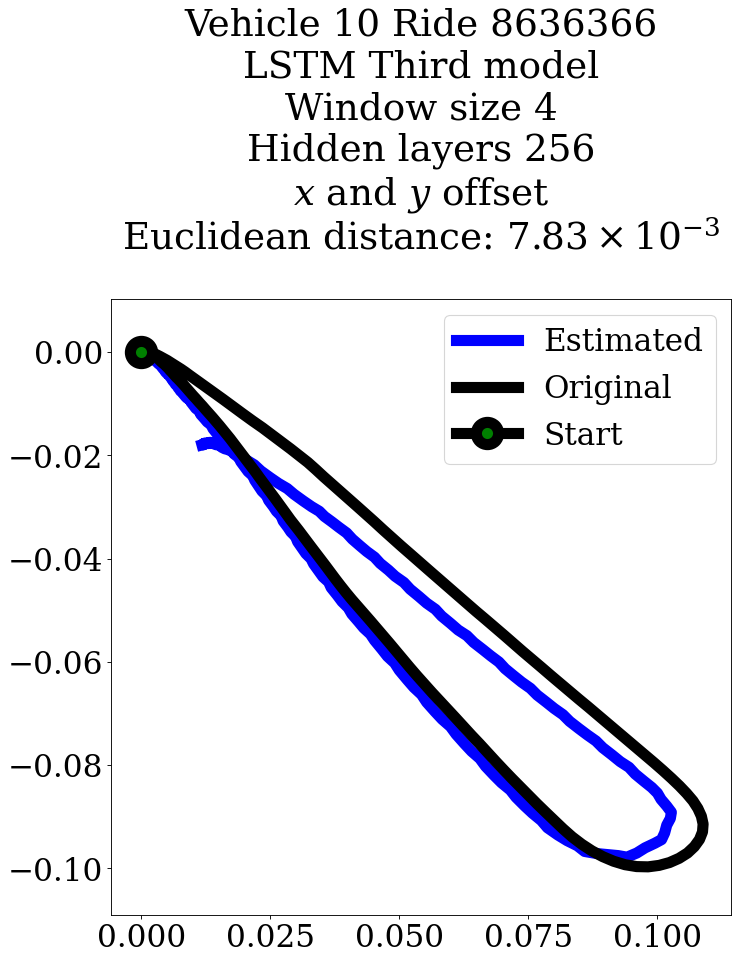 Vehicle 10 Ride 8636366
LSTM Third model
Window size 4
Hidden layers 256
x and y offset
Euclidean distance: 7.83 × 10⁻³
Estimated
Original
Start
0.00
−0.02
−0.04
−0.06
−0.08
−0.10
0.000 0.025 0.050 0.075 0.100